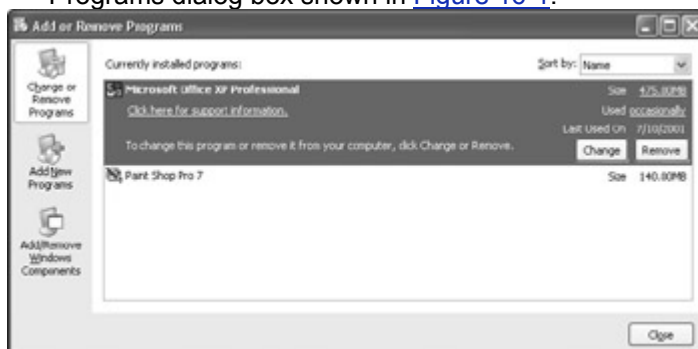 Programs dialog box shown in Figure 10-1.
Add or Remove Programs
Currently installed programs:
Sort by: Name
Change or Remove Programs
Microsoft Office XP Professional
Size 475.00MB
Click here for support information.
Used occasionally
Last Used On 7/10/2001
To change this program or remove it from your computer, click Change or Remove.
Change
Remove
Paint Shop Pro 7
Size 140.00MB
Add New Programs
Add/Remove Windows Components
Close